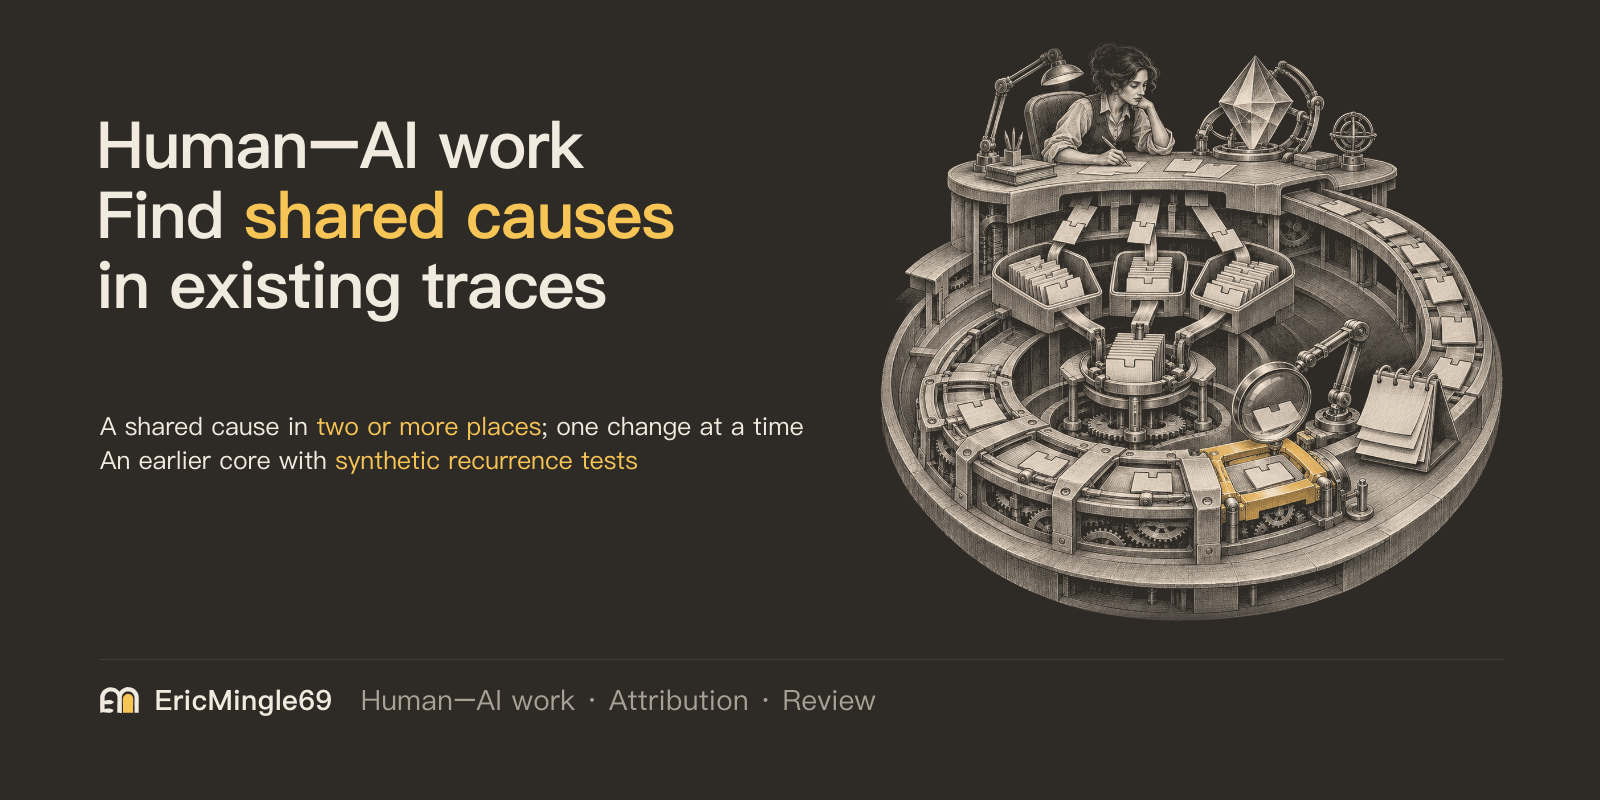 Human—AI work
Find shared causes
in existing traces
A shared cause in two or more places; one change at a time
An earlier core with synthetic recurrence tests
EricMingle69 Human—AI work · Attribution · Review